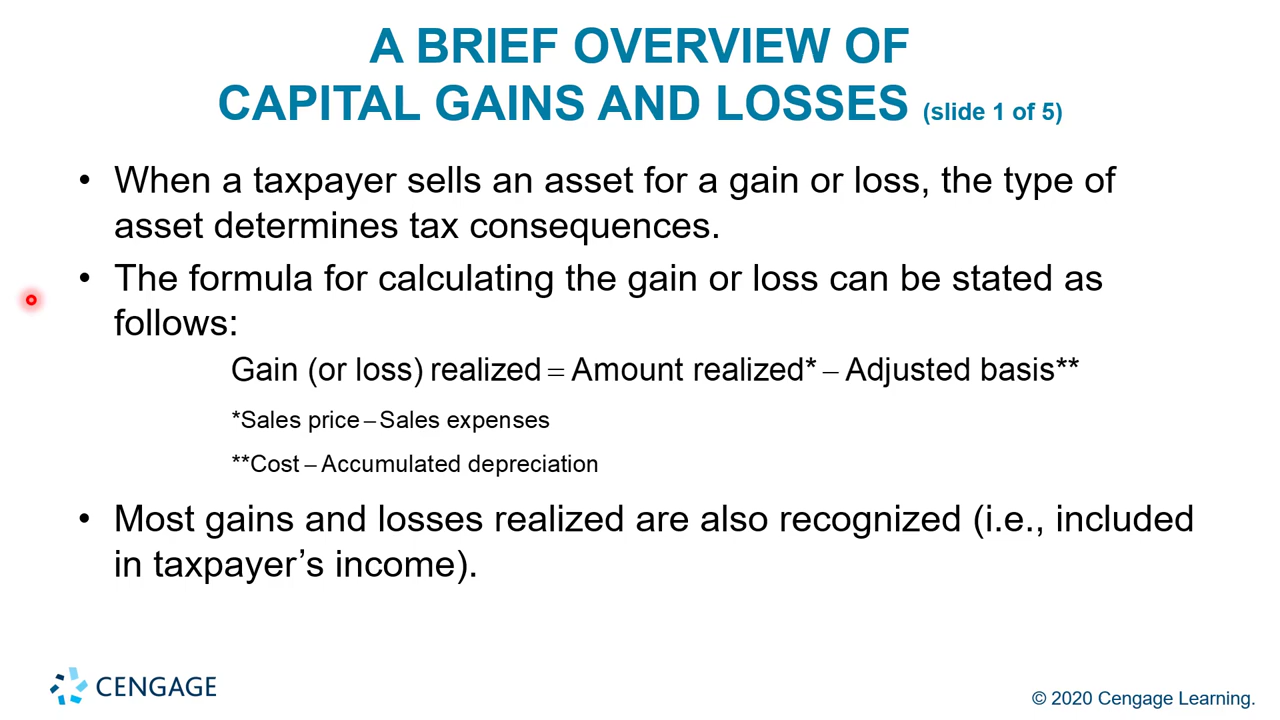 A BRIEF OVERVIEW OF
CAPITAL GAINS AND LOSSES (slide 1 of 5)
• When a taxpayer sells an asset for a gain or loss, the type of
asset determines tax consequences.
• The formula for calculating the gain or loss can be stated as
follows:
Gain (or loss) realized = Amount realized* – Adjusted basis**
*Sales price – Sales expenses
**Cost – Accumulated depreciation
• Most gains and losses realized are also recognized (i.e., included
in taxpayer’s income).
CENGAGE
© 2020 Cengage Learning.